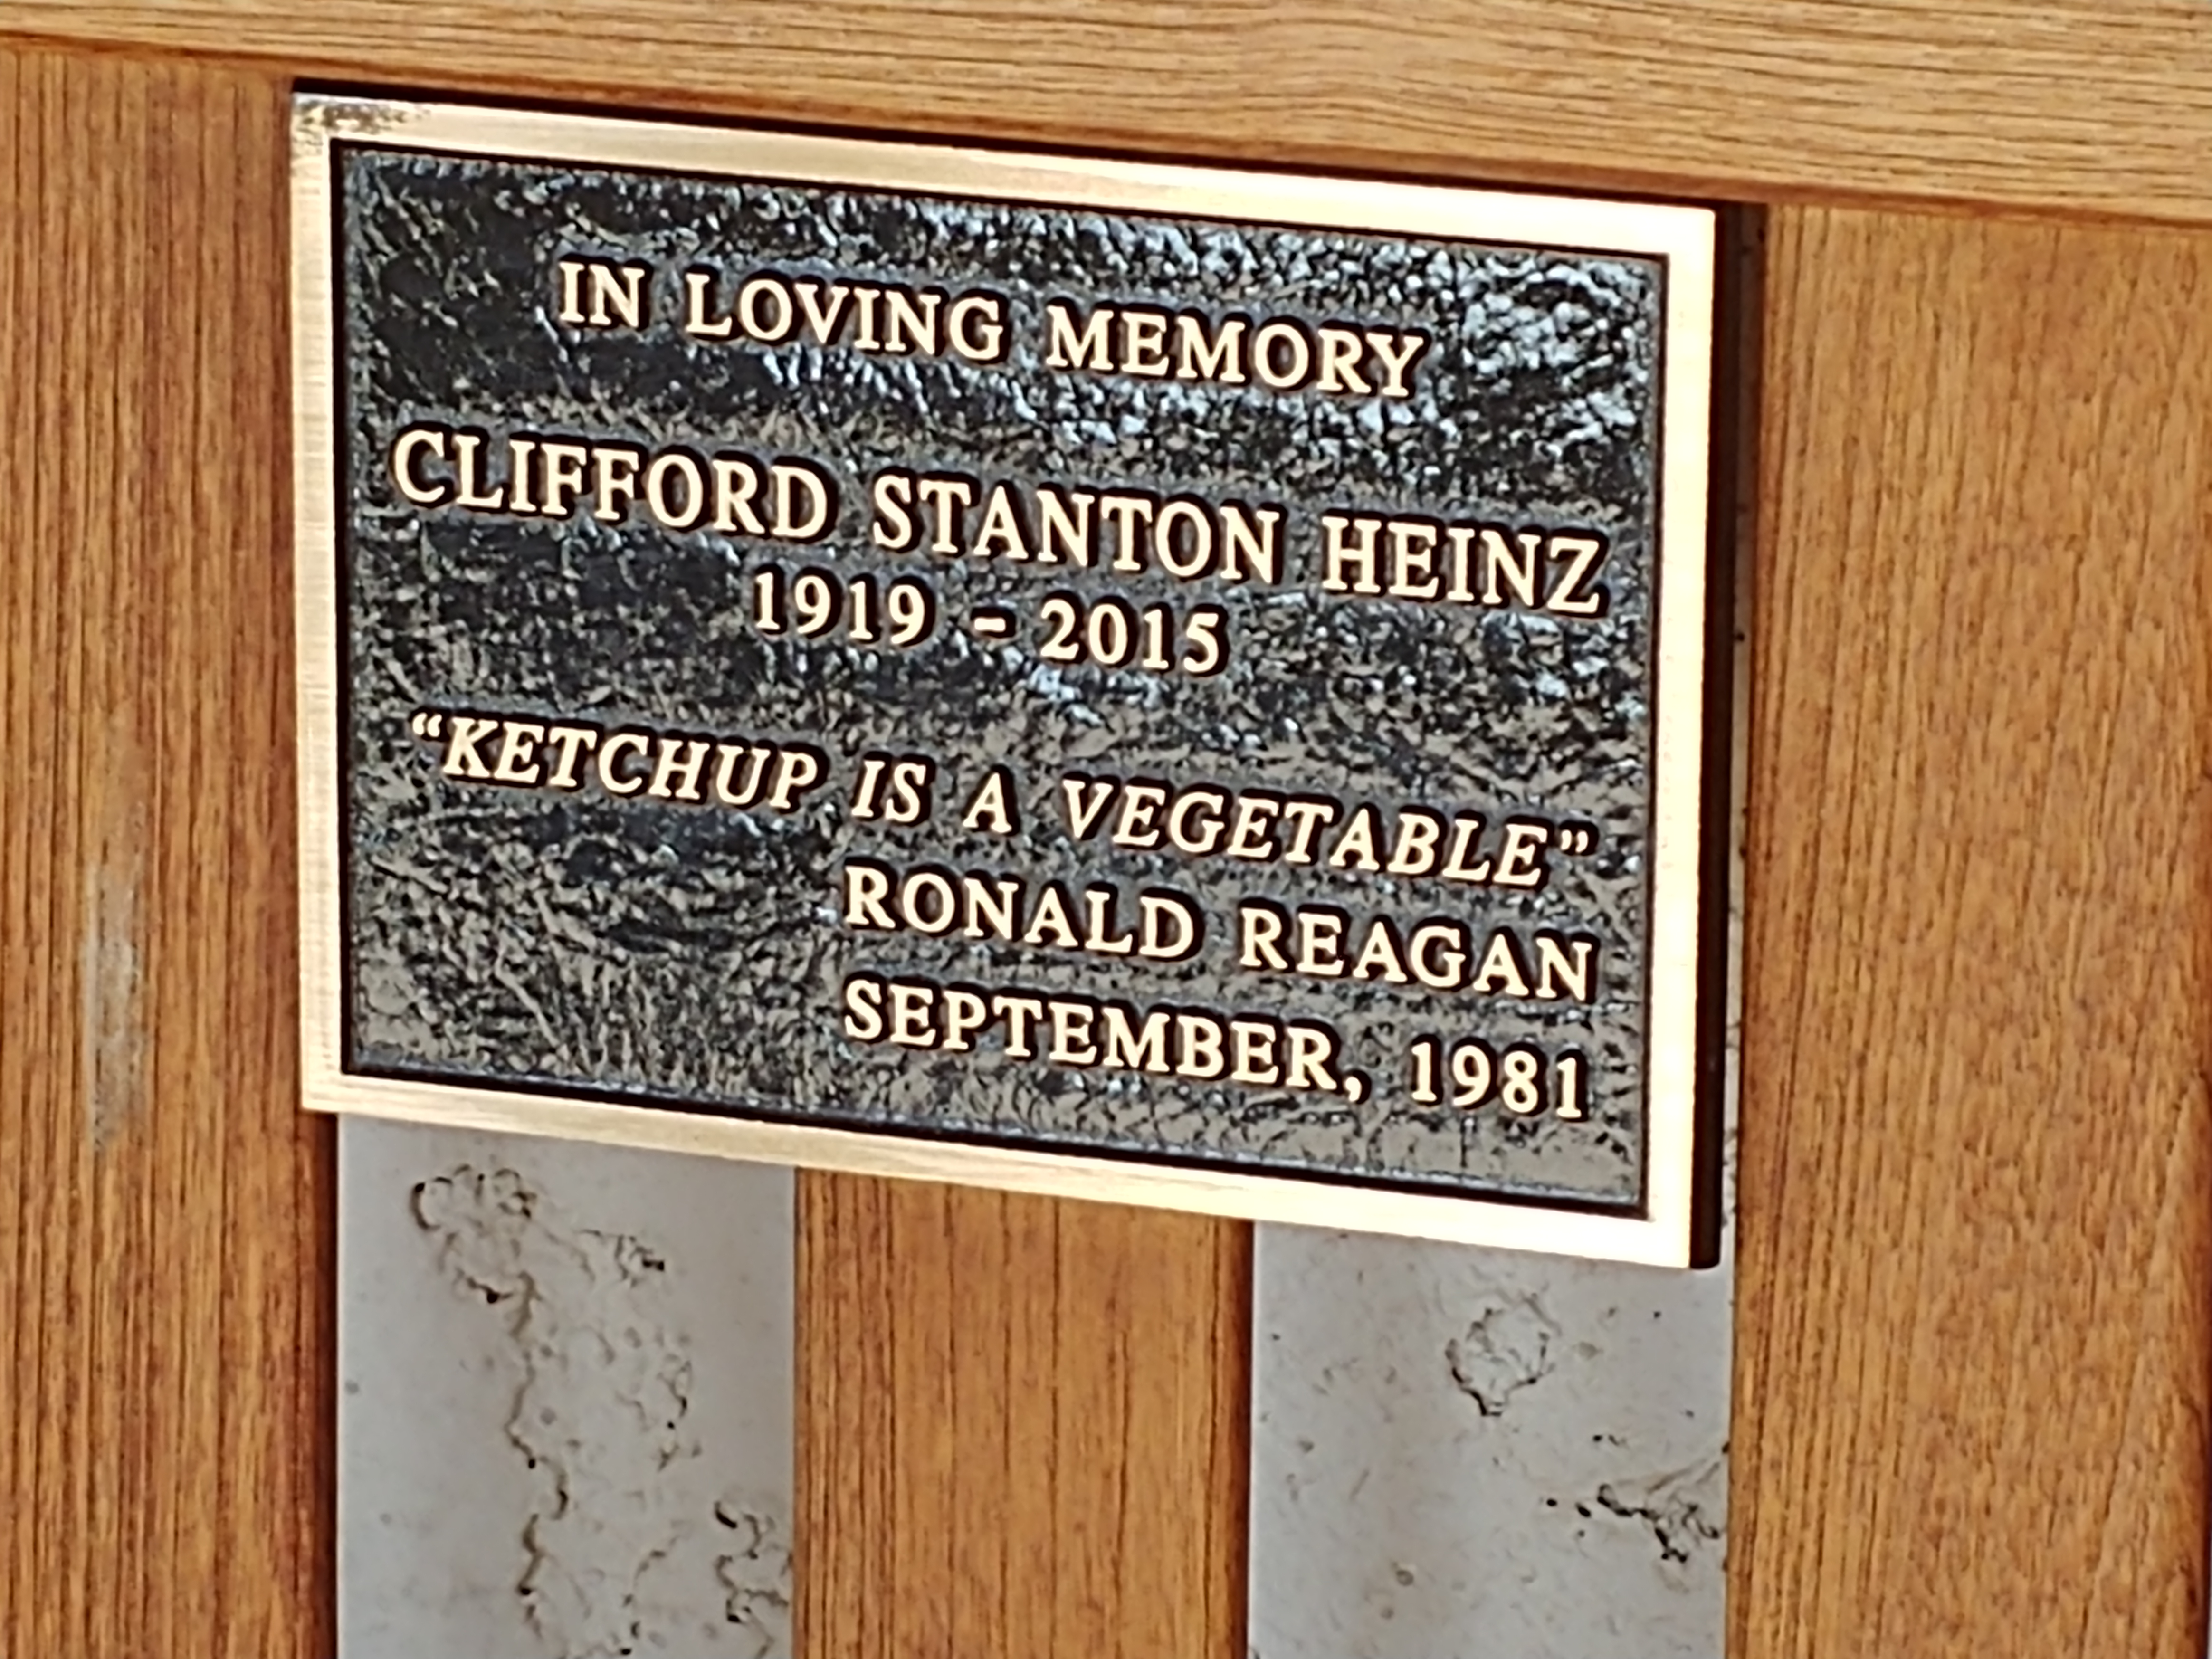 IN LOVING MEMORY
CLIFFORD STANTON HEINZ
1919 - 2015
“KETCHUP IS A VEGETABLE”
RONALD REAGAN
SEPTEMBER, 1981